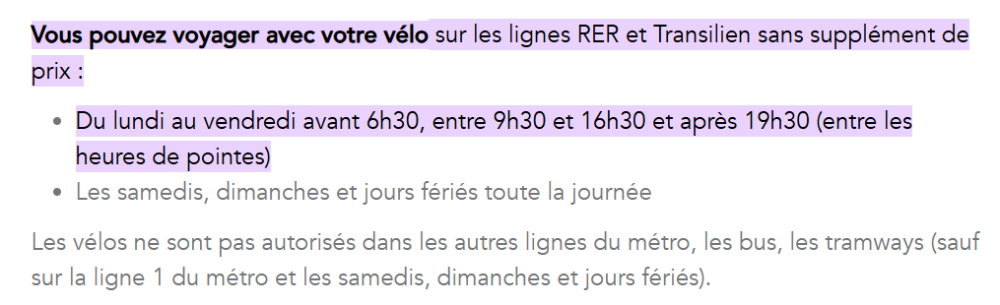 Vous pouvez voyager avec votre vélo sur les lignes RER et Transilien sans supplément de
prix :
• Du lundi au vendredi avant 6h30, entre 9h30 et 16h30 et après 19h30 (entre les
heures de pointes)
• Les samedis, dimanches et jours fériés toute la journée
Les vélos ne sont pas autorisés dans les autres lignes du métro, les bus, les tramways (sauf
sur la ligne 1 du métro et les samedis, dimanches et jours fériés).